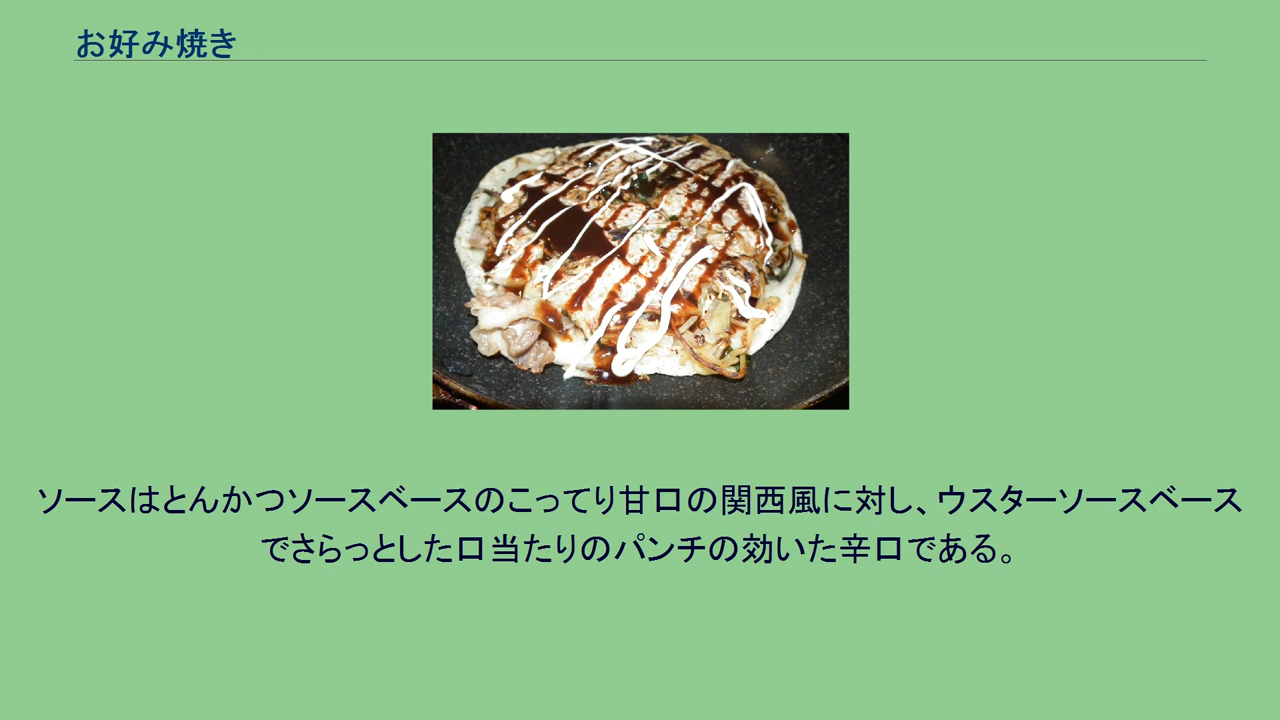 お好み焼き
ソースはとんかつソースベースのこってり甘口の関西風に対し、ウスターソースベース
でさらっとした口当たりのパンチの効いた辛口である。